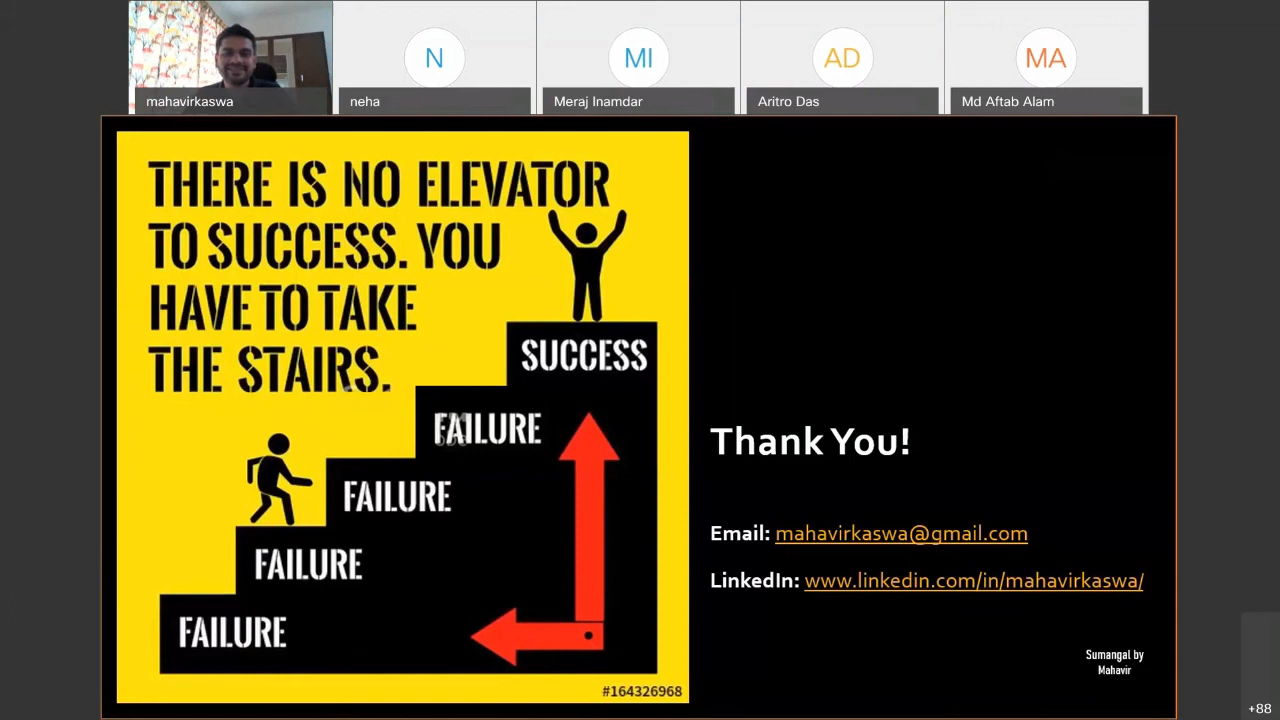 mahavirkaswa
N
neha
MI
Meraj Inamdar
AD
Aritro Das
MA
Md Aftab Alam
THERE IS NO ELEVATOR
TO SUCCESS. YOU
HAVE TO TAKE
THE STAIRS.
SUCCESS
FAILURE
FAILURE
FAILURE
FAILURE
#164326968
Thank You!
Email: mahavirkaswa@gmail.com
LinkedIn: www.linkedin.com/in/mahavirkaswa/
Sumangal by
Mahavir
+88